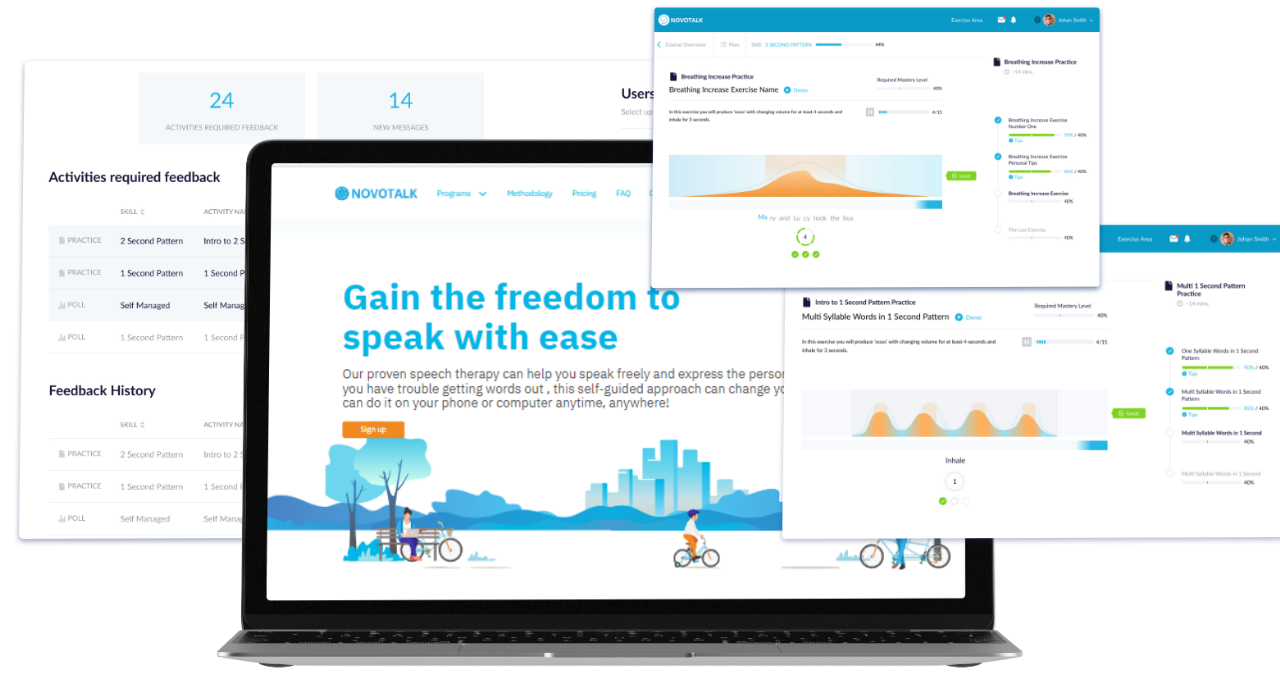 24
ACTIVITIES REQUIRED FEEDBACK
14
NEW MESSAGES
Users
Select up
Activities required feedback
SKILL
ACTIVITY NA
PRACTICE
2 Second Pattern
Intro to 2 S
PRACTICE
1 Second Pattern
1 Second P
POLL
Self Managed
Self Manag
POLL
1 Second Pattern
1 Second P
Feedback History
SKILL
ACTIVITY NA
PRACTICE
2 Second Pattern
Intro to 2 S
PRACTICE
1 Second Pattern
1 Second
POLL
Self Managed
Self Manag
NOVOTALK
Programs
Methodology
Pricing
FAQ
Gain the freedom to
speak with ease
Our proven speech therapy can help you speak freely and express the person
you have trouble getting words out , this self-guided approach can change yo
can do it on your phone or computer anytime, anywhere!
Sign up
NOVOTALK
Exercise Area
Johan Smith
Course Overview
Plan
Skill: 2 SECOND PATTERN
44%
Breathing Increase Practice
Breathing Increase Exercise Name
Demo
Required Mastery Level
40%
In this exercise you will produce 'sssss' with changing volume for at least 4 seconds and
inhale for 3 seconds.
4/15
Great!
Ma ry and Lu cy took the bus
4
Breathing Increase Practice
~14 mins.
Breathing Increase Exercise
Number One
90% / 40%
Tips
Breathing Increase Exercise
Personal Tips
85% / 40%
Tips
Breathing Increase Exercise
40%
The Last Exercise
40%
Exercise Area
Johan Smith
Intro to 1 Second Pattern Practice
Multi Syllable Words in 1 Second Pattern
Demo
Required Mastery Level
40%
In this exercise you will produce 'sssss' with changing volume for at least 4 seconds and
inhale for 3 seconds.
4/15
Great!
Inhale
1
Multi 1 Second Pattern
Practice
~14 mins.
One Syllable Words in 1 Second
Pattern
90% / 40%
Tips
Multi Syllable Words in 1 Second
Pattern
85% / 40%
Tips
Multi Syllable Words in 1 Second
40%
Multi Syllable Words in 1 Second
40%